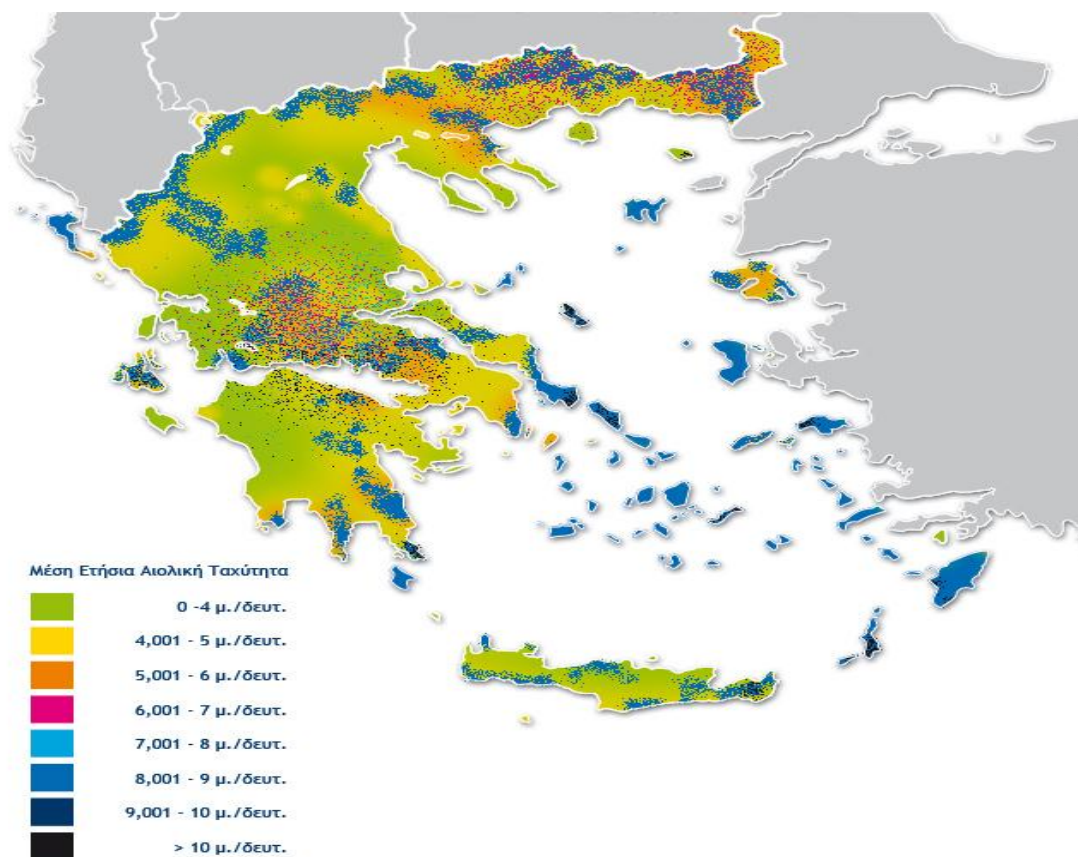 Μέση Ετήσια Αιολική Ταχύτητα
0 -4 μ./δευτ.
4,001 - 5 μ./δευτ.
5,001 - 6 μ./δευτ.
6,001 - 7 μ./δευτ.
7,001 - 8 μ./δευτ.
8,001 - 9 μ./δευτ.
9,001 - 10 μ./δευτ.
> 10 μ./δευτ.